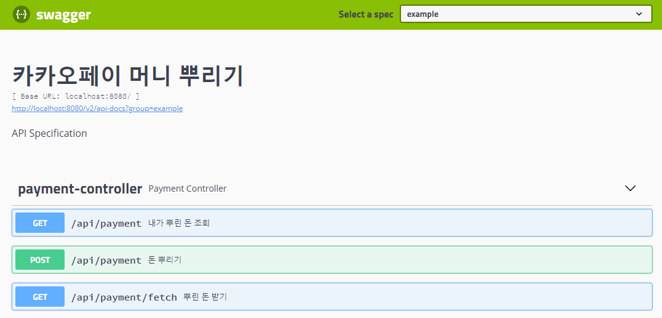 {···} swagger
Select a spec example
카카오페이 머니 뿌리기
[ Base URL: localhost:8080/ ]
http://localhost:8080/v2/api-docs?group=example
API Specification
payment-controller Payment Controller
GET /api/payment 내가 뿌린 돈 조회
POST /api/payment 돈 뿌리기
GET /api/payment/fetch 뿌린 돈 받기